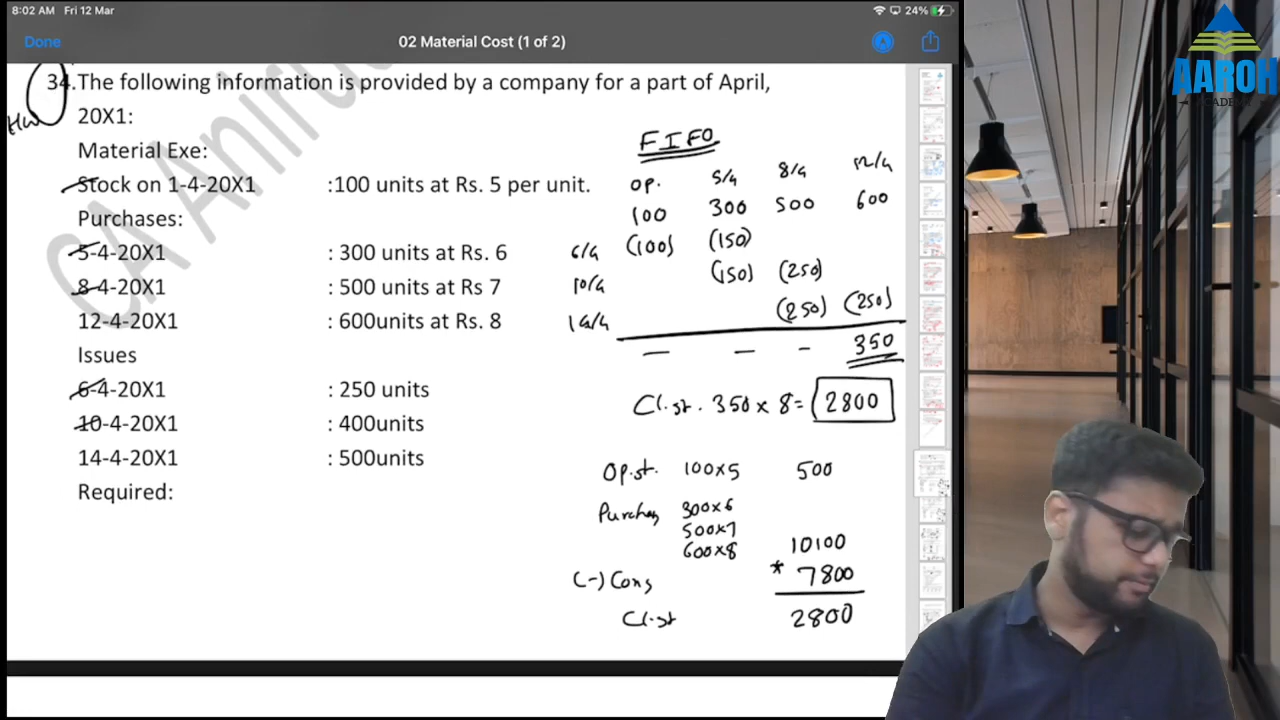 8:02 AM Fri 12 Mar
24%
Done
02 Material Cost (1 of 2)
AAROH
ACADEMY
CA Aniru
HW
34. The following information is provided by a company for a part of April,
20X1:
Material Exe:
Stock on 1-4-20X1 :100 units at Rs. 5 per unit.
Purchases:
5-4-20X1 : 300 units at Rs. 6
8-4-20X1 : 500 units at Rs 7
12-4-20X1 : 600units at Rs. 8
Issues
6-4-20X1 : 250 units
10-4-20X1 : 400units
14-4-20X1 : 500units
Required:
FIFO
OP. 5/4 8/4 12/4
100 300 500 600
6/4 (100) (150)
10/4 (150) (250)
14/4 (250) (250)
— — – 350
Cl.st. 350 x 8 = 2800
Op.st. 100x5 500
Purchas 300x6
500x7
600x8 10100
(-) Cons * 7800
Cl.st 2800